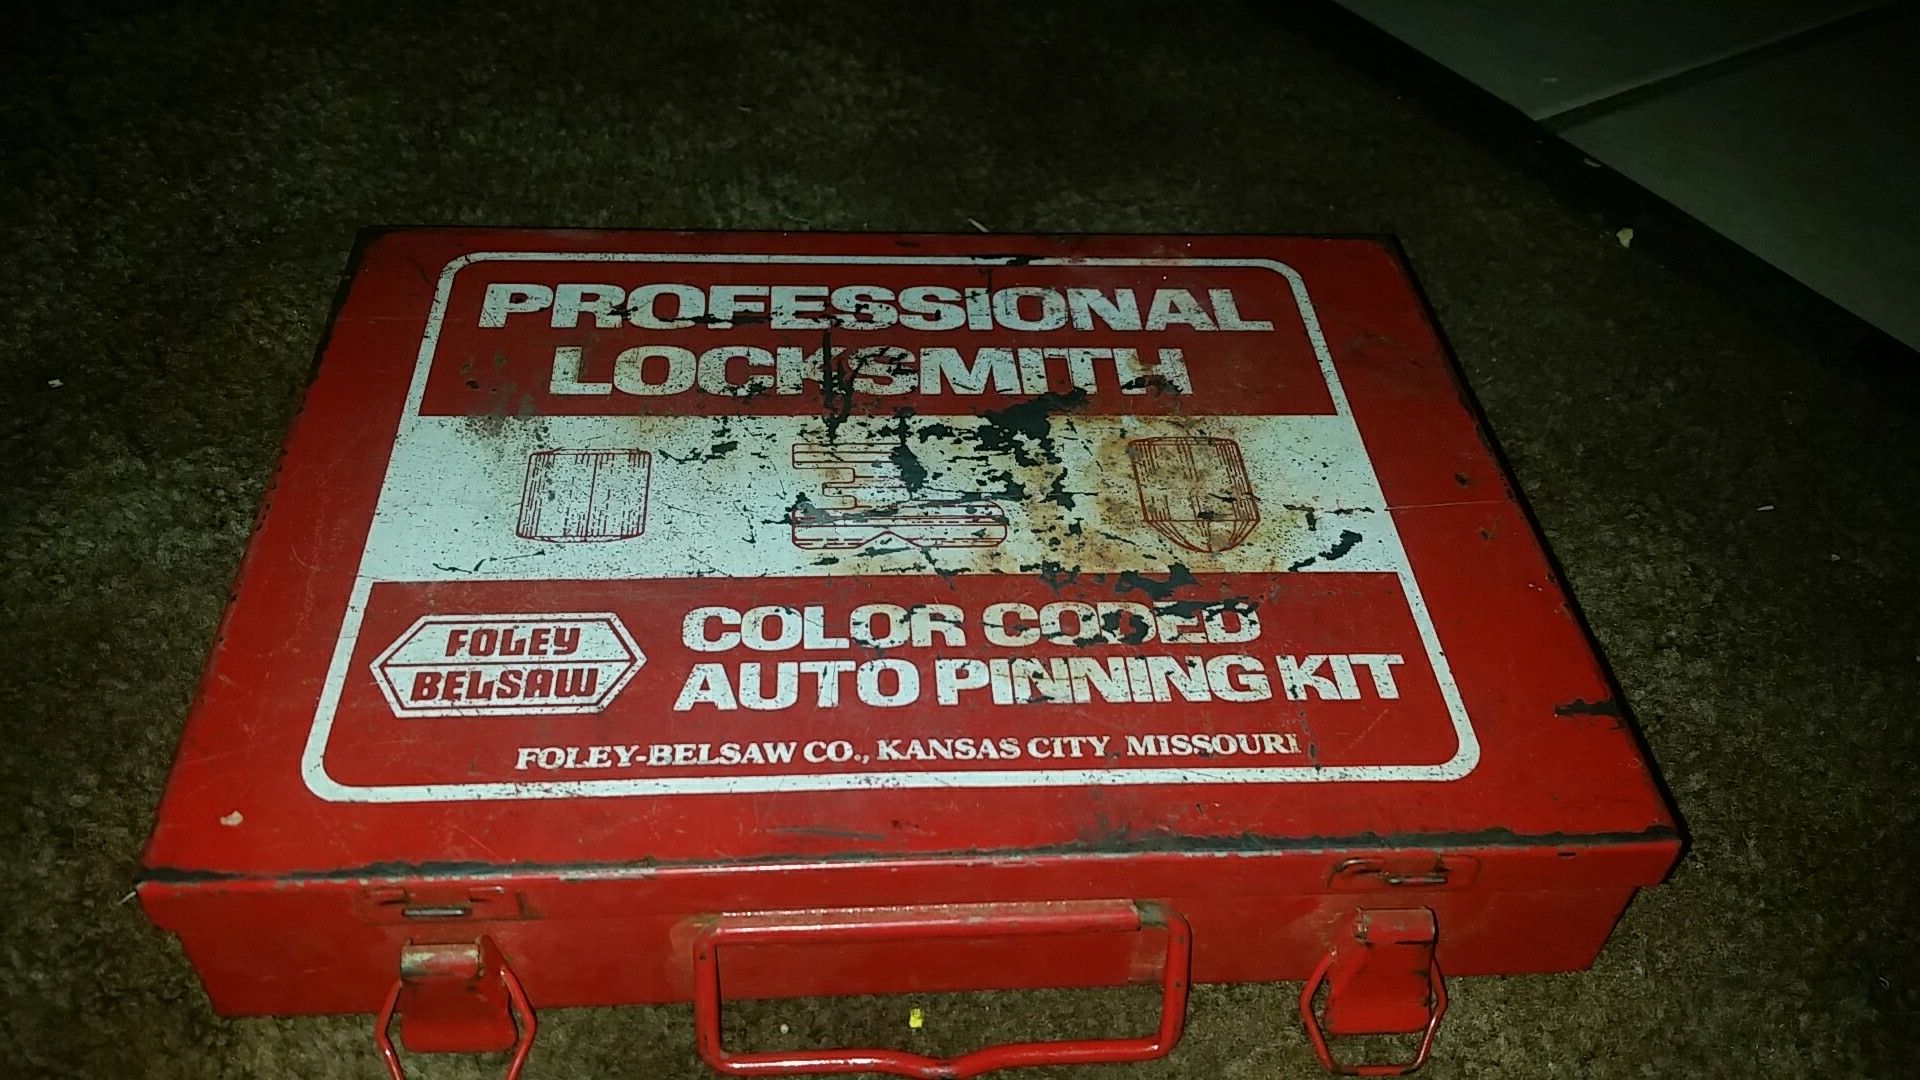 PROFESSIONAL
LOCKSMITH
FOLEY
BELSAW
COLOR CODED
AUTO PINNING KIT
FOLEY-BELSAW CO., KANSAS CITY, MISSOURI